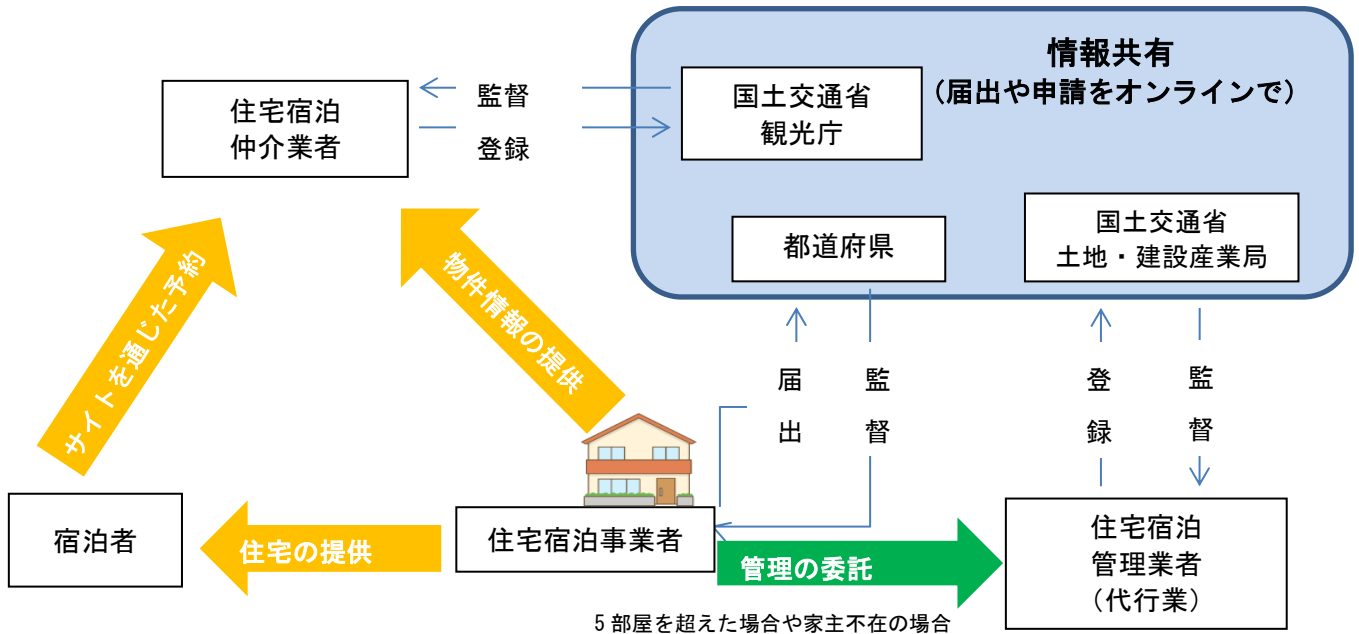 情報共有
（届出や申請をオンラインで）
国土交通省
観光庁
住宅宿泊
仲介業者
監督
登録
都道府県
国土交通省
土地・建設産業局
サイトを通じた予約
物件情報の提供
届出
監督
登録
監督
宿泊者
住宅の提供
住宅宿泊事業者
管理の委託
住宅宿泊
管理業者
（代行業）
5部屋を超えた場合や家主不在の場合